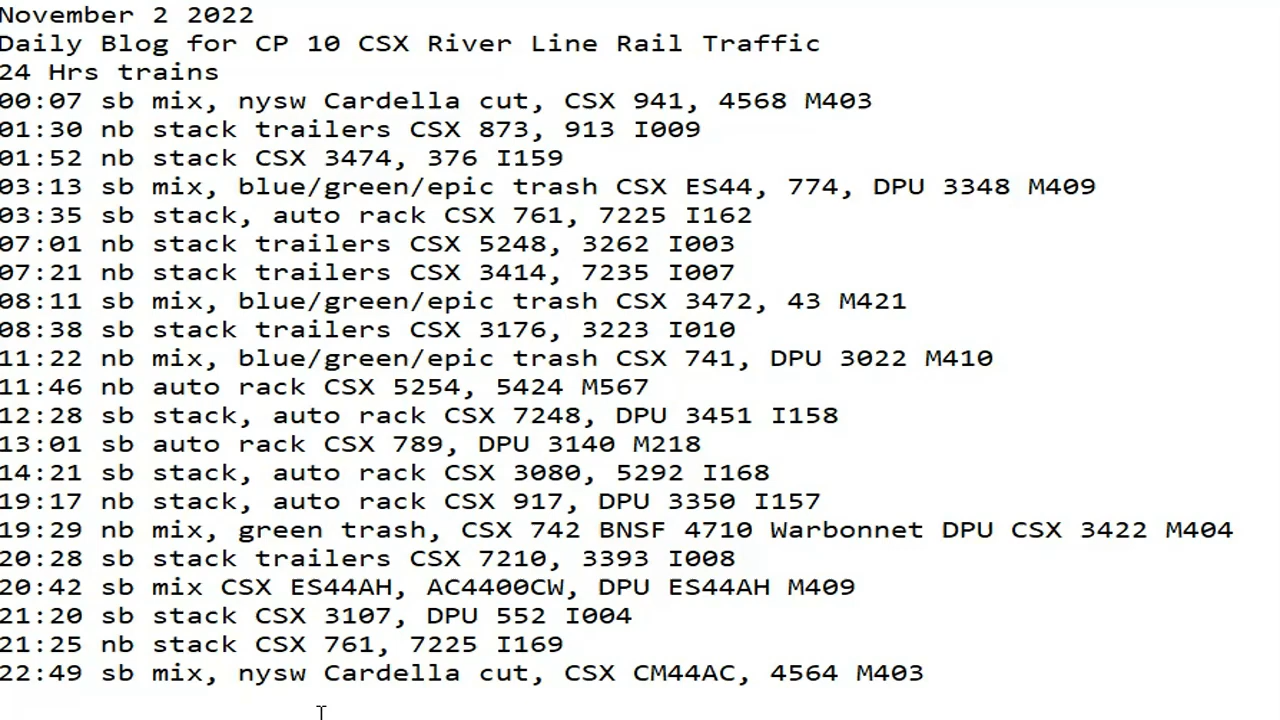 November 2 2022
Daily Blog for CP 10 CSX River Line Rail Traffic
24 Hrs trains
00:07 sb mix, nysw Cardella cut, CSX 941, 4568 M403
01:30 nb stack trailers CSX 873, 913 I009
01:52 nb stack CSX 3474, 376 I159
03:13 sb mix, blue/green/epic trash CSX ES44, 774, DPU 3348 M409
03:35 sb stack, auto rack CSX 761, 7225 I162
07:01 nb stack trailers CSX 5248, 3262 I003
07:21 nb stack trailers CSX 3414, 7235 I007
08:11 sb mix, blue/green/epic trash CSX 3472, 43 M421
08:38 sb stack trailers CSX 3176, 3223 I010
11:22 nb mix, blue/green/epic trash CSX 741, DPU 3022 M410
11:46 nb auto rack CSX 5254, 5424 M567
12:28 sb stack, auto rack CSX 7248, DPU 3451 I158
13:01 sb auto rack CSX 789, DPU 3140 M218
14:21 sb stack, auto rack CSX 3080, 5292 I168
19:17 nb stack, auto rack CSX 917, DPU 3350 I157
19:29 nb mix, green trash, CSX 742 BNSF 4710 Warbonnet DPU CSX 3422 M404
20:28 sb stack trailers CSX 7210, 3393 I008
20:42 sb mix CSX ES44AH, AC4400CW, DPU ES44AH M409
21:20 sb stack CSX 3107, DPU 552 I004
21:25 nb stack CSX 761, 7225 I169
22:49 sb mix, nysw Cardella cut, CSX CM44AC, 4564 M403